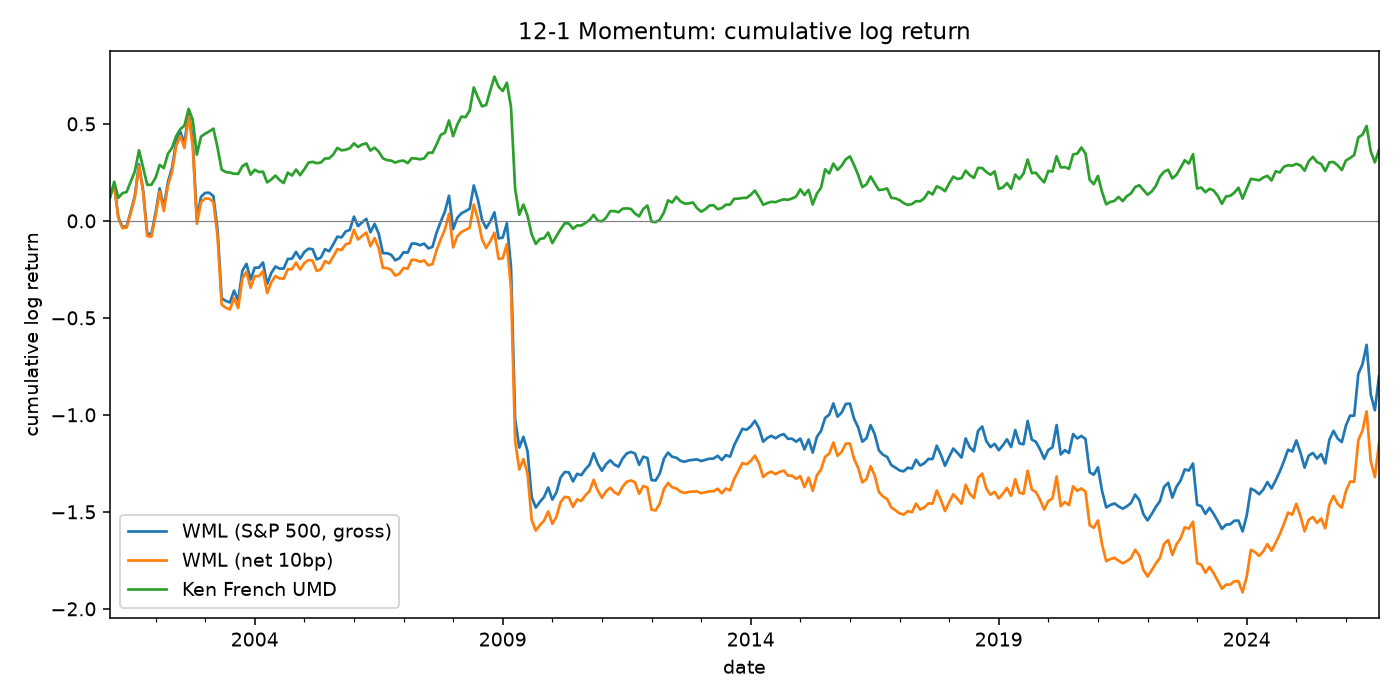 12-1 Momentum: cumulative log return
cumulative log return
0.5
0.0
−0.5
−1.0
−1.5
−2.0
WML (S&P 500, gross)
WML (net 10bp)
Ken French UMD
2004
2009
2014
2019
2024
date